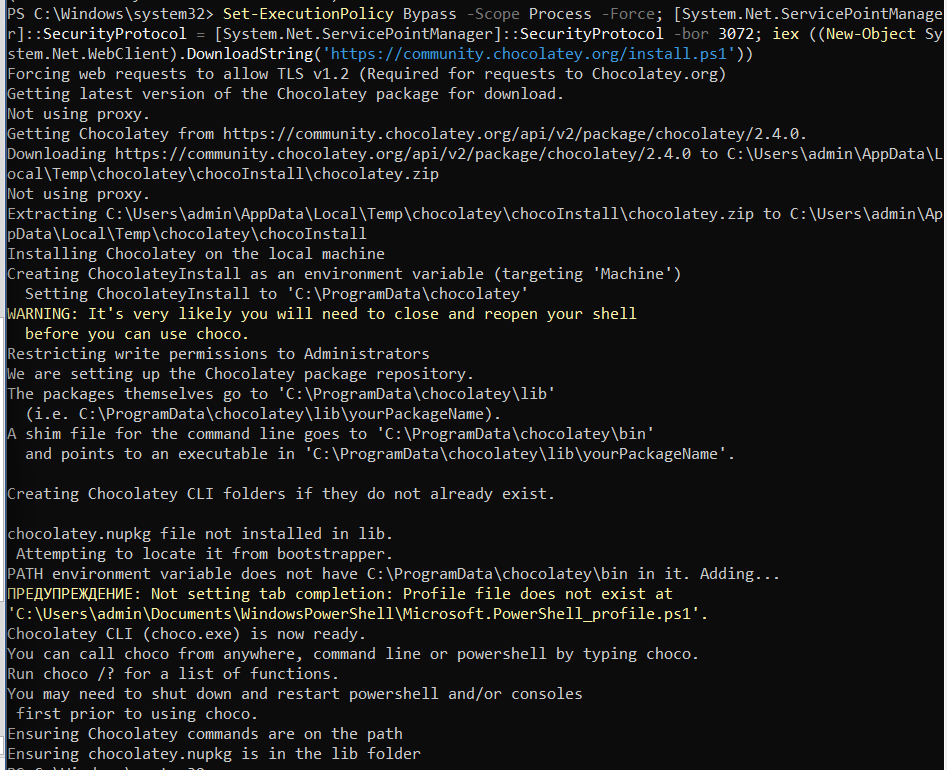 PS C:\Windows\system32> Set-ExecutionPolicy Bypass -Scope Process -Force; [System.Net.ServicePointManage
r]::SecurityProtocol = [System.Net.ServicePointManager]::SecurityProtocol -bor 3072; iex ((New-Object Sy
stem.Net.WebClient).DownloadString('https://community.chocolatey.org/install.ps1'))
Forcing web requests to allow TLS v1.2 (Required for requests to Chocolatey.org)
Getting latest version of the Chocolatey package for download.
Not using proxy.
Getting Chocolatey from https://community.chocolatey.org/api/v2/package/chocolatey/2.4.0.
Downloading https://community.chocolatey.org/api/v2/package/chocolatey/2.4.0 to C:\Users\admin\AppData\L
ocal\Temp\chocolatey\chocoInstall\chocolatey.zip
Not using proxy.
Extracting C:\Users\admin\AppData\Local\Temp\chocolatey\chocoInstall\chocolatey.zip to C:\Users\admin\Ap
pData\Local\Temp\chocolatey\chocoInstall
Installing Chocolatey on the local machine
Creating ChocolateyInstall as an environment variable (targeting 'Machine')
  Setting ChocolateyInstall to 'C:\ProgramData\chocolatey'
WARNING: It's very likely you will need to close and reopen your shell
  before you can use choco.
Restricting write permissions to Administrators
We are setting up the Chocolatey package repository.
The packages themselves go to 'C:\ProgramData\chocolatey\lib'
  (i.e. C:\ProgramData\chocolatey\lib\yourPackageName).
A shim file for the command line goes to 'C:\ProgramData\chocolatey\bin'
  and points to an executable in 'C:\ProgramData\chocolatey\lib\yourPackageName'.
Creating Chocolatey CLI folders if they do not already exist.
chocolatey.nupkg file not installed in lib.
 Attempting to locate it from bootstrapper.
PATH environment variable does not have C:\ProgramData\chocolatey\bin in it. Adding...
ПРЕДУПРЕЖДЕНИЕ: Not setting tab completion: Profile file does not exist at
'C:\Users\admin\Documents\WindowsPowerShell\Microsoft.PowerShell_profile.ps1'.
Chocolatey CLI (choco.exe) is now ready.
You can call choco from anywhere, command line or powershell by typing choco.
Run choco /? for a list of functions.
You may need to shut down and restart powershell and/or consoles
 first prior to using choco.
Ensuring Chocolatey commands are on the path
Ensuring chocolatey.nupkg is in the lib folder